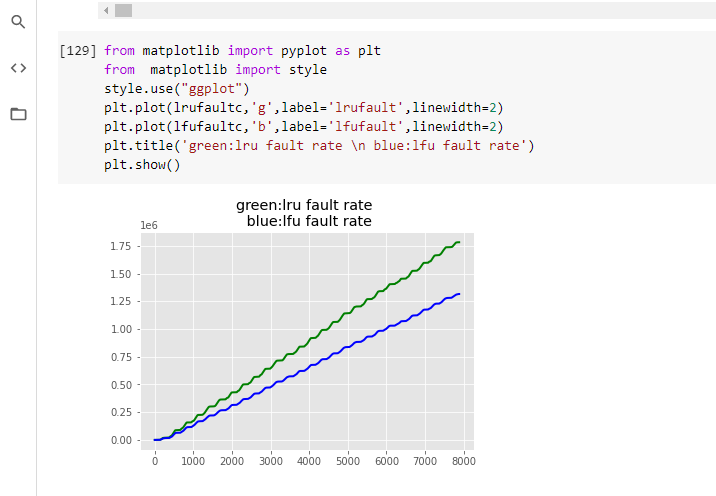 [129] from matplotlib import pyplot as plt
from  matplotlib import style
style.use("ggplot")
plt.plot(lrufaultc,'g',label='lrufault',linewidth=2)
plt.plot(lfufaultc,'b',label='lfufault',linewidth=2)
plt.title('green:lru fault rate \n blue:lfu fault rate')
plt.show()
green:lru fault rate
blue:lfu fault rate
1e6
1.75
1.50
1.25
1.00
0.75
0.50
0.25
0.00
0 1000 2000 3000 4000 5000 6000 7000 8000